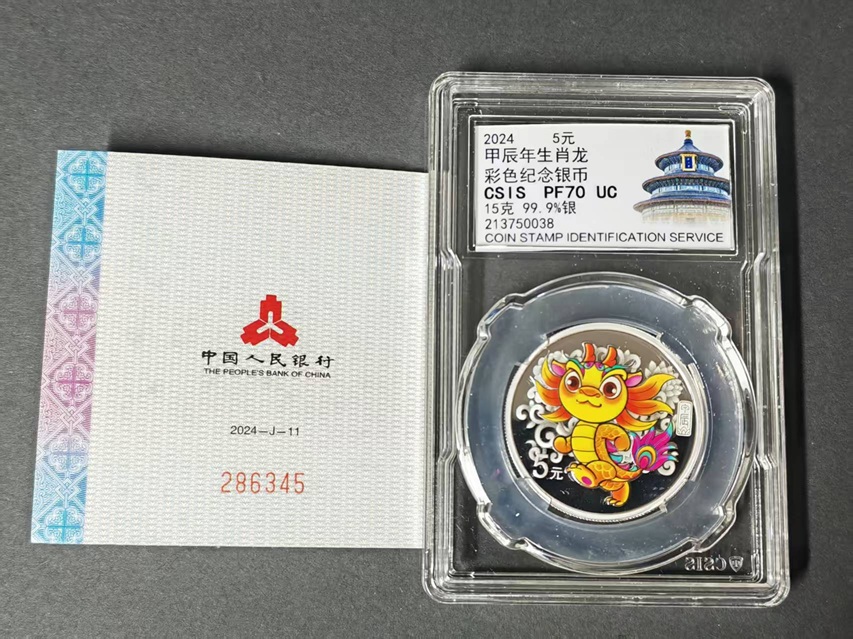 中国人民银行
THE PEOPLE'S BANK OF CHINA
2024-J-11
286345
2024 5元
甲辰年生肖龙
彩色纪念银币
CSIS PF70 UC
15克 99.9%银
213750038
COIN STAMP IDENTIFICATION SERVICE
5元
CSIS